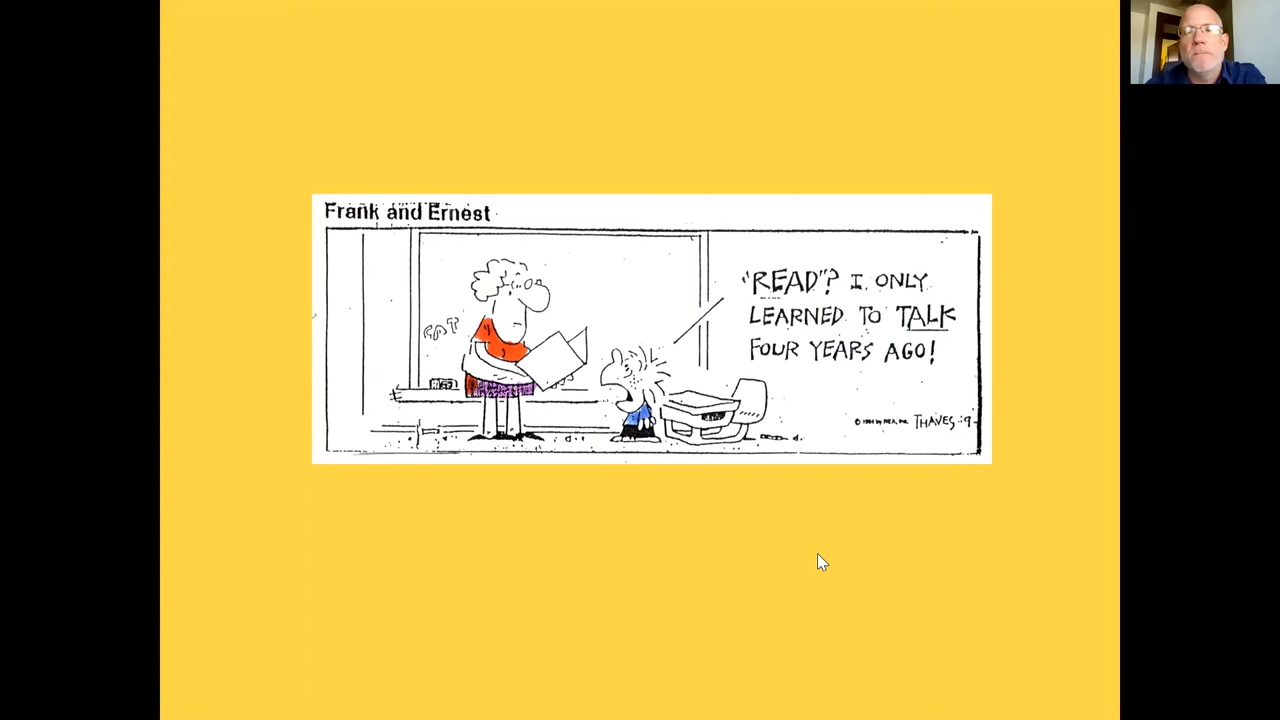 Frank and Ernest
"READ"? I ONLY
LEARNED TO TALK
FOUR YEARS AGO!
CAT
THAVES